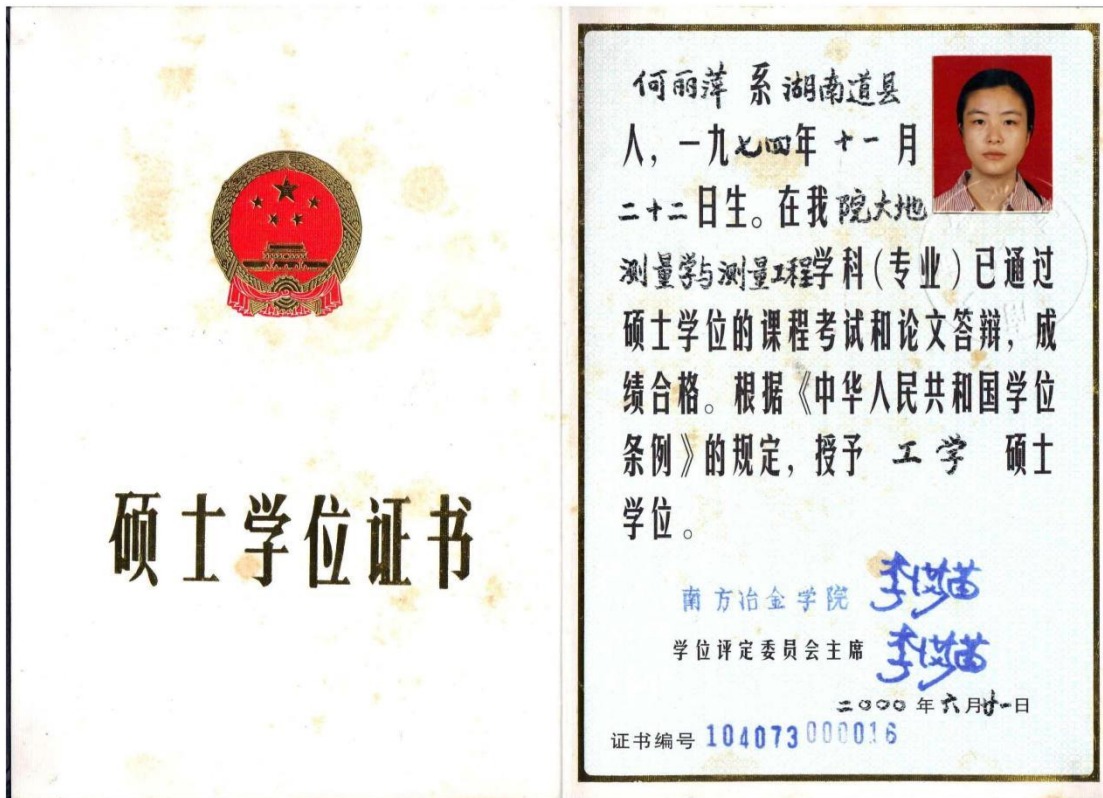 硕士学位证书
何丽萍 系 湖南道县
人，一九七四年十一月
二十二日生。在我院大地
测量学与测量工程学科(专业)已通过
硕士学位的课程考试和论文答辩，成
绩合格。根据《中华人民共和国学位
条例》的规定，授予 工学 硕士
学位。
南方冶金学院
学位评定委员会主席
二〇〇〇年六月廿一日
证书编号 104073000016